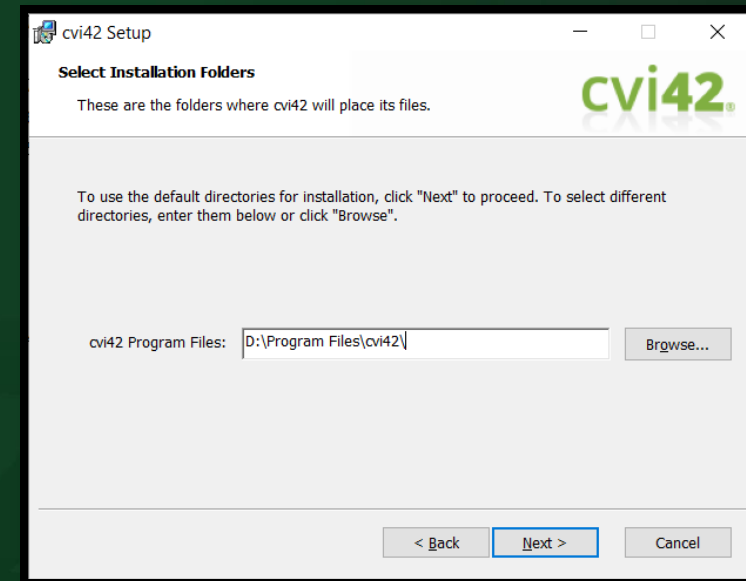 cvi42 Setup
Select Installation Folders
These are the folders where cvi42 will place its files.
cvi42®
To use the default directories for installation, click "Next" to proceed. To select different
directories, enter them below or click "Browse".
cvi42 Program Files: D:\Program Files\cvi42\
Browse...
< Back
Next >
Cancel